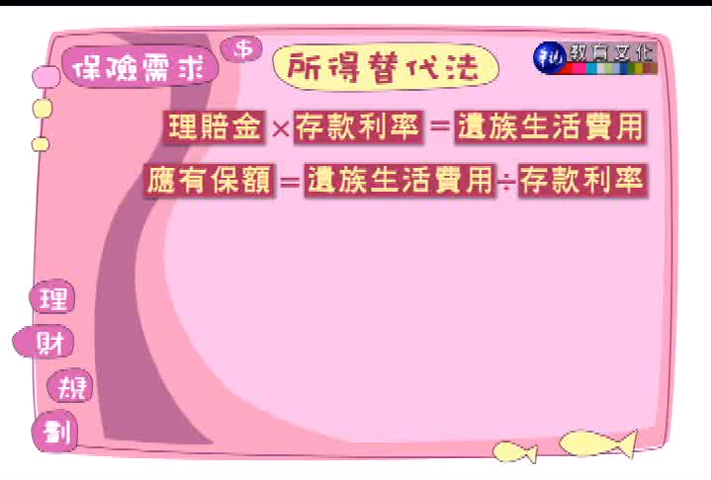 保險需求 $ 所得替代法 教育文化
理賠金×存款利率=遺族生活費用
應有保額=遺族生活費用÷存款利率
理
財
規
劃